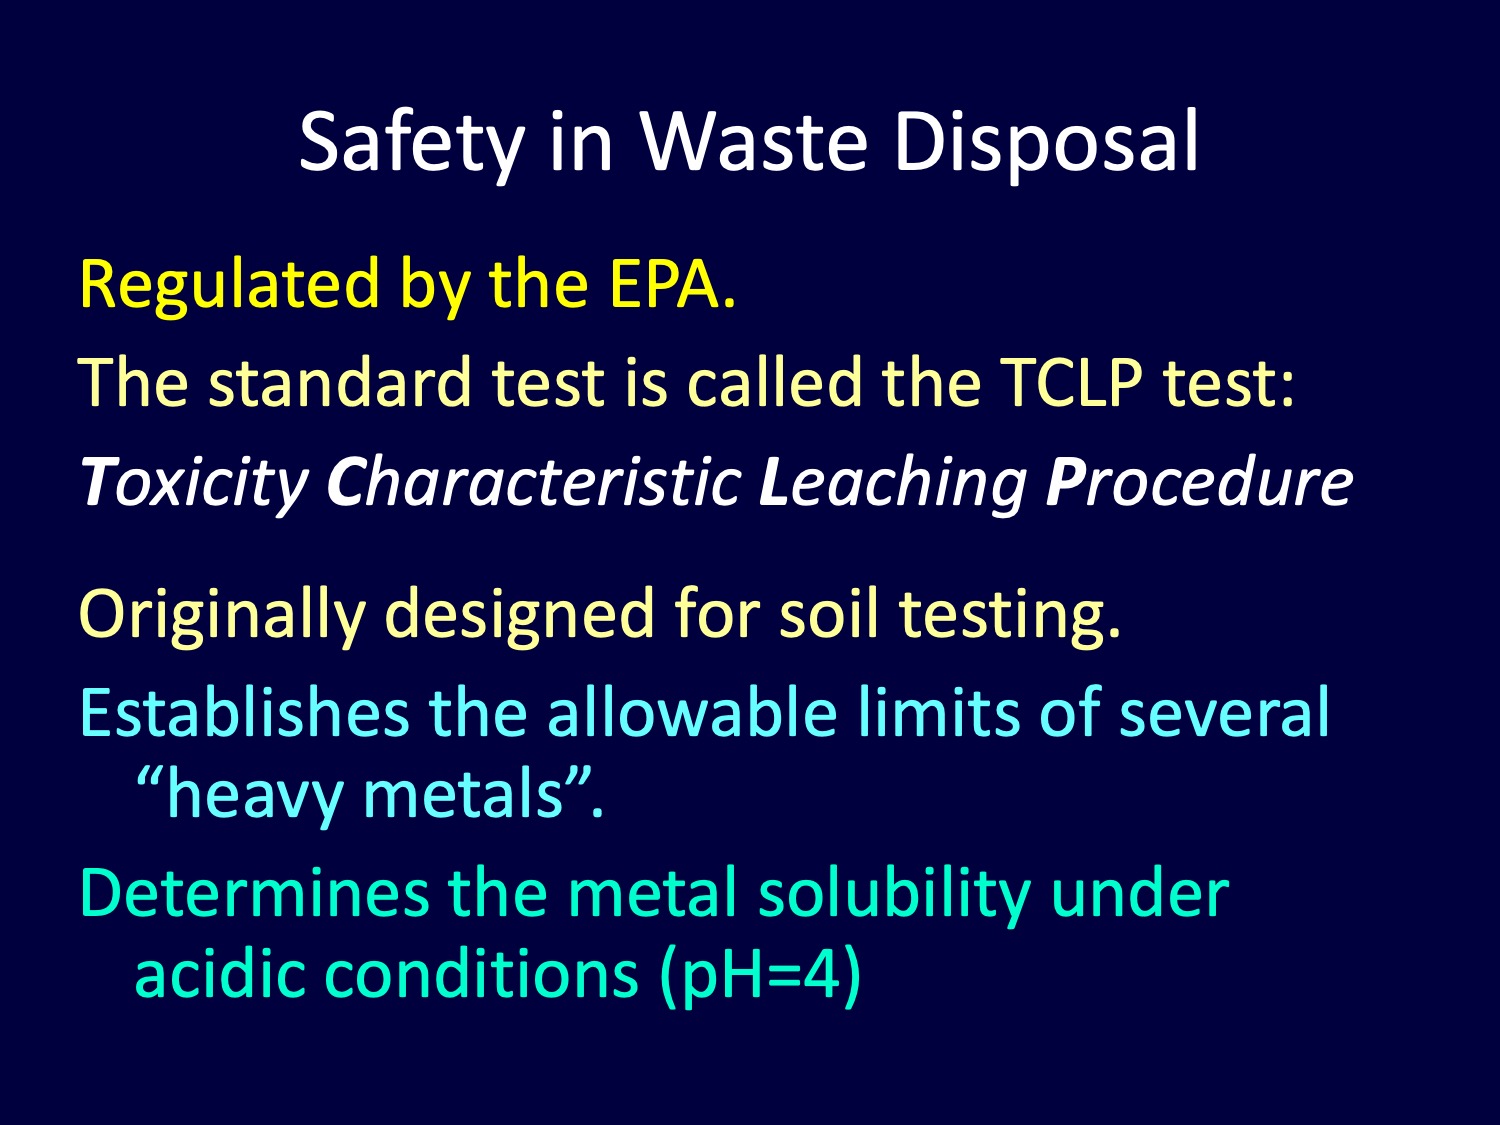 Safety in Waste Disposal
Regulated by the EPA.
The standard test is called the TCLP test:
Toxicity Characteristic Leaching Procedure
Originally designed for soil testing.
Establishes the allowable limits of several
“heavy metals”.
Determines the metal solubility under
acidic conditions (pH=4)